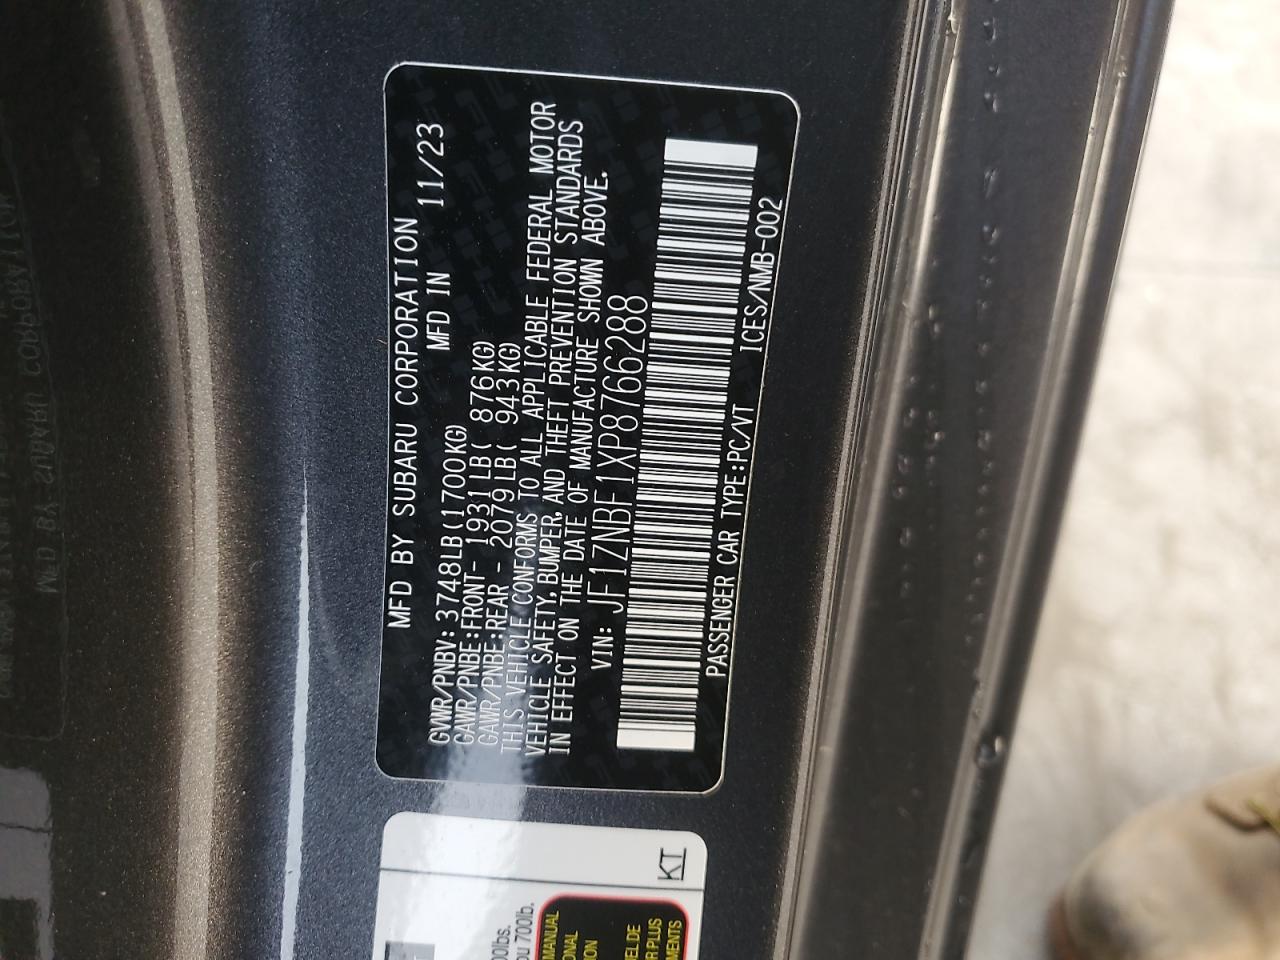 MFD BY SUBARU CORPORATION
MFD IN 11/23
GVWR/PNBV: 3748LB(1700KG)
GAWR/PNBE:FRONT- 1931LB( 876KG)
GAWR/PNBE:REAR - 2079LB( 943KG)
THIS VEHICLE CONFORMS TO ALL APPLICABLE FEDERAL MOTOR
VEHICLE SAFETY, BUMPER, AND THEFT PREVENTION STANDARDS
IN EFFECT ON THE DATE OF MANUFACTURE SHOWN ABOVE.
VIN: JF1ZNBF1XP8766288
PASSENGER CAR TYPE:PC/VT ICES/NMB-002
KT
ou 700lb.
MANUAL